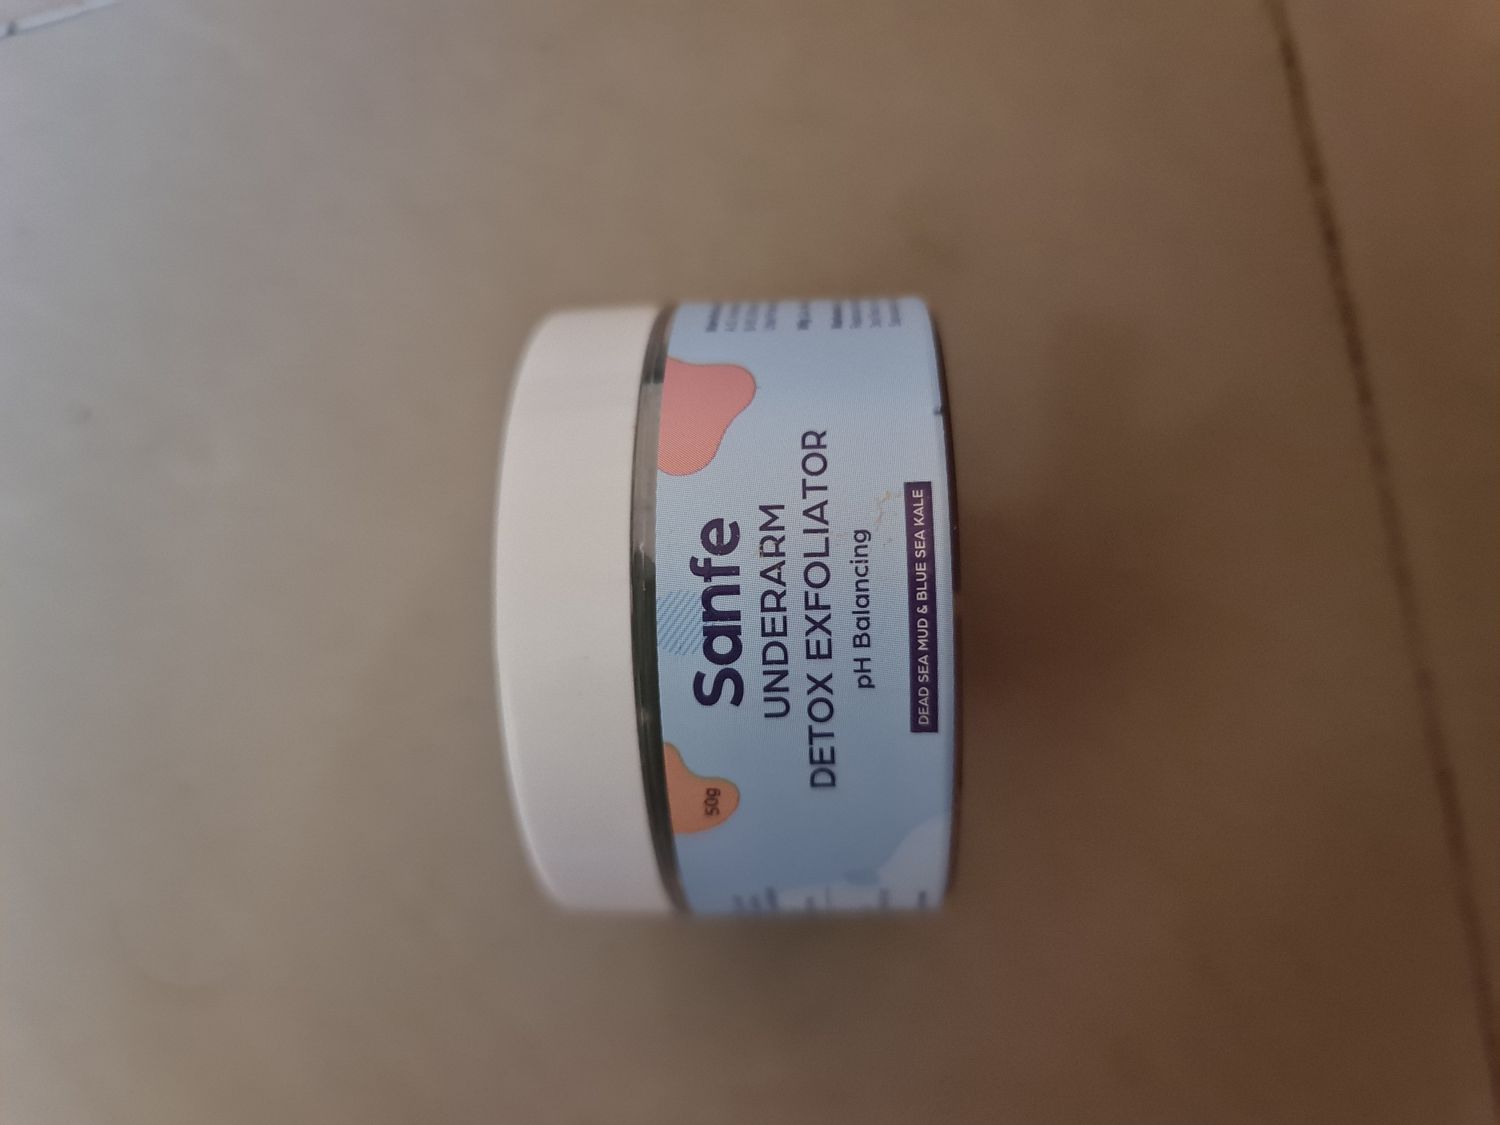 Sanfe
UNDERARM
DETOX EXFOLIATOR
pH Balancing
DEAD SEA MUD & BLUE SEA KALE
50g